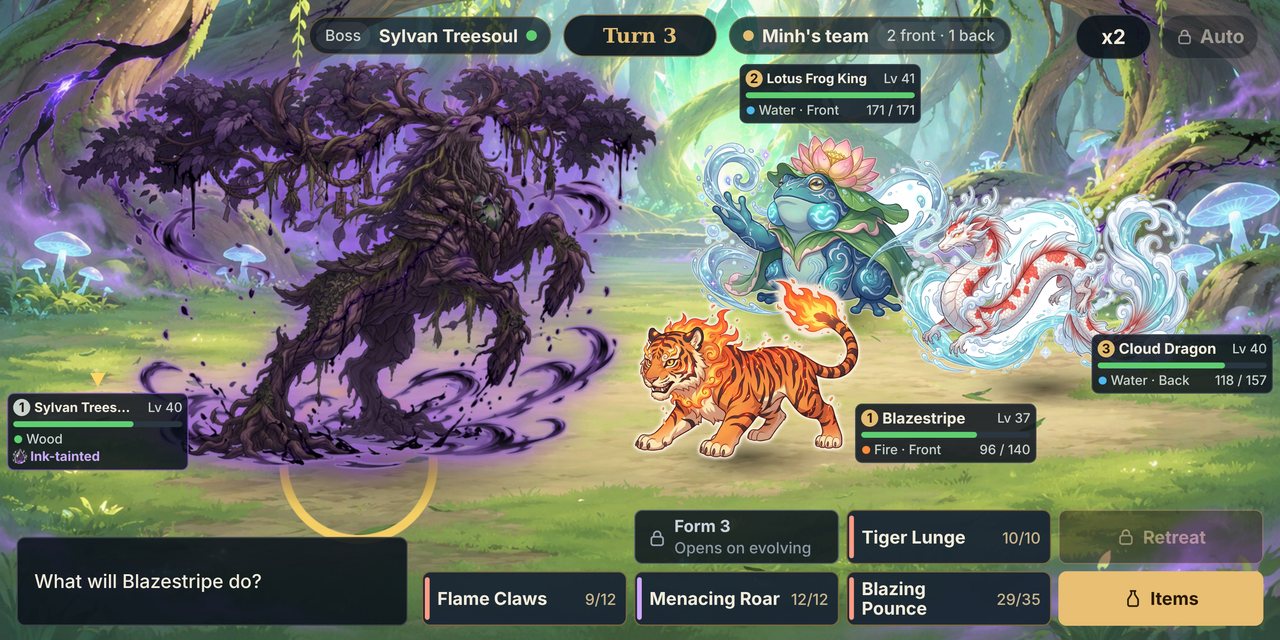 Boss Sylvan Treesoul
Turn 3
Minh's team 2 front · 1 back
x2
Auto
2 Lotus Frog King Lv 41
Water · Front 171 / 171
3 Cloud Dragon Lv 40
Water · Back 118 / 157
1 Sylvan Trees... Lv 40
Wood
Ink-tainted
1 Blazestripe Lv 37
Fire · Front 96 / 140
What will Blazestripe do?
Form 3
Opens on evolving
Tiger Lunge 10/10
Retreat
Flame Claws 9/12
Menacing Roar 12/12
Blazing
Pounce 29/35
Items